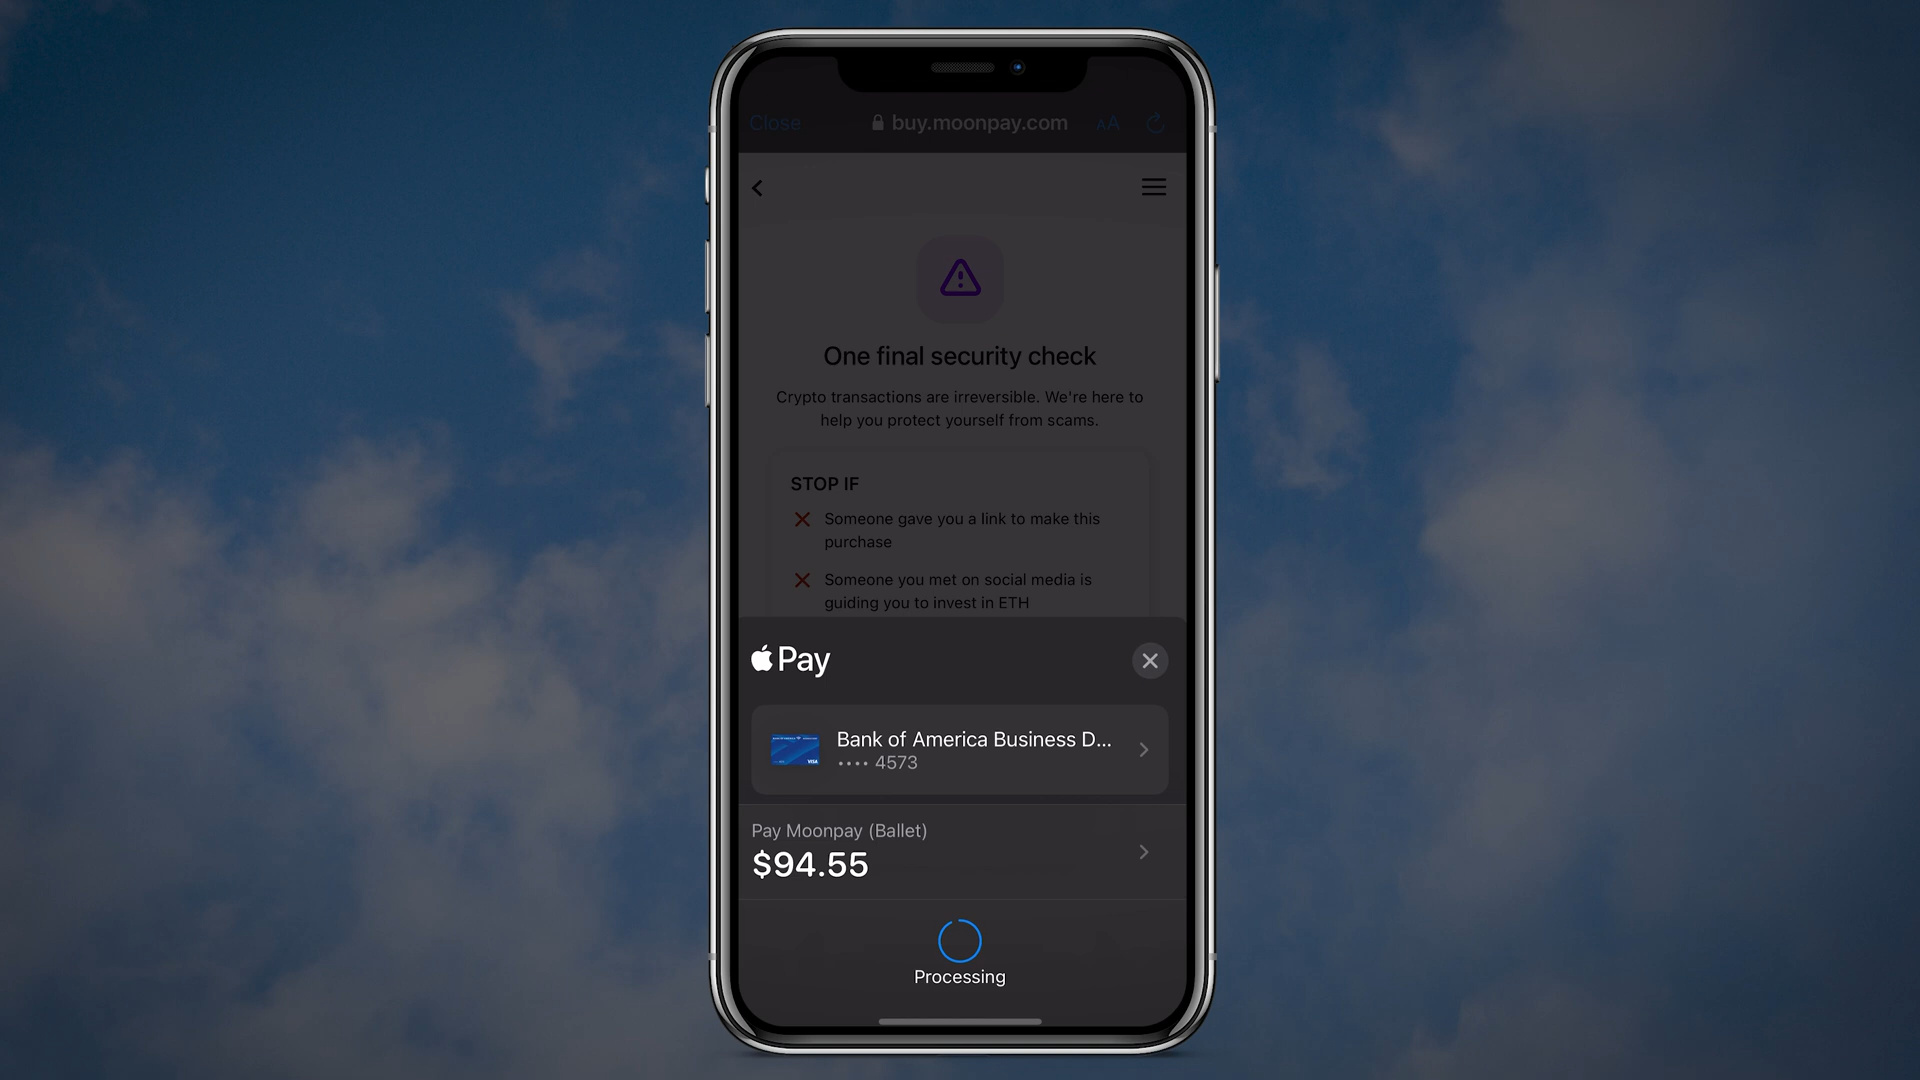 Close
buy.moonpay.com
AA
One final security check
Crypto transactions are irreversible. We're here to
help you protect yourself from scams.
STOP IF
Someone gave you a link to make this
purchase
Someone you met on social media is
guiding you to invest in ETH
Pay
Bank of America Business D...
•••• 4573
Pay Moonpay (Ballet)
$94.55
Processing